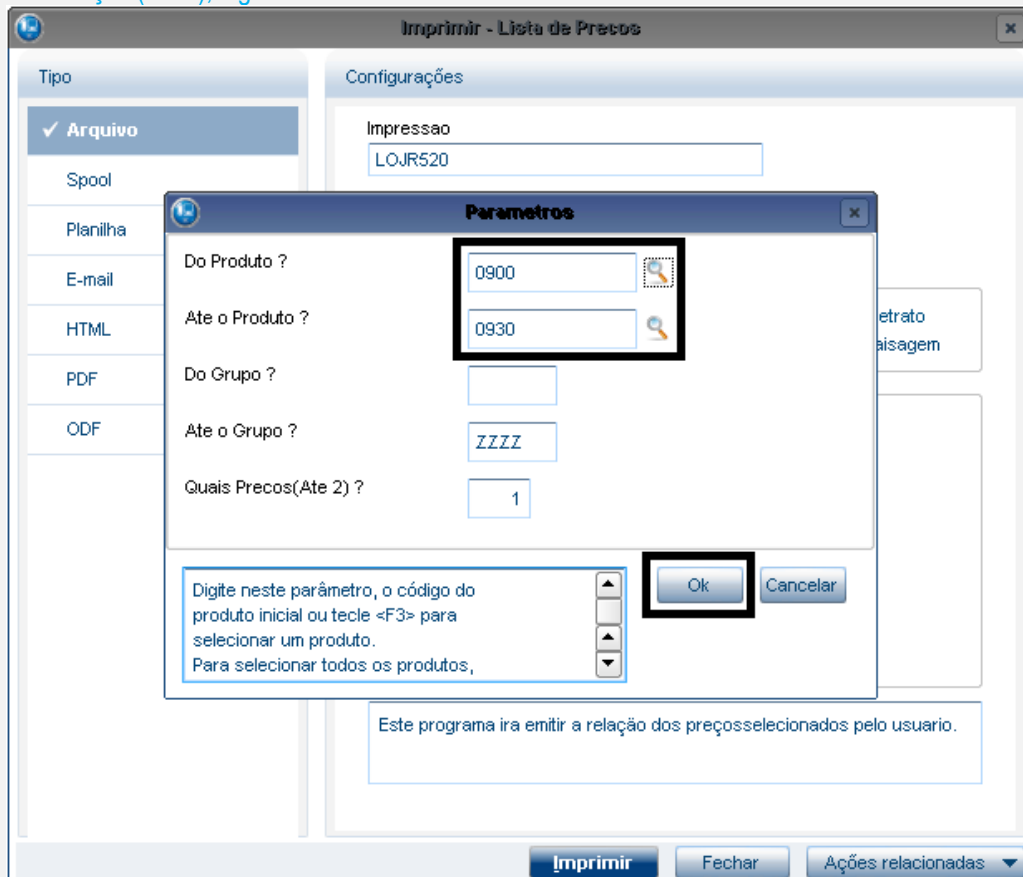 Imprimir - Lista de Precos
Tipo
Configurações
Arquivo
Impressao
LOJR520
Spool
Planilha
E-mail
HTML
PDF
ODF
Parametros
Do Produto ?
0900
Ate o Produto ?
0930
Do Grupo ?
Ate o Grupo ?
ZZZZ
Quais Precos(Ate 2) ?
1
etrato
aisagem
Digite neste parâmetro, o código do
produto inicial ou tecle <F3> para
selecionar um produto.
Para selecionar todos os produtos,
Ok
Cancelar
Este programa ira emitir a relação dos preçosselecionados pelo usuario.
Imprimir
Fechar
Ações relacionadas